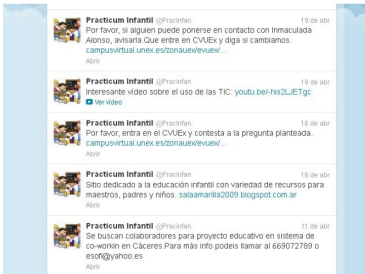 Practicum Infantil @Pracinfan 19 de abr
Por favor, si alguien puede ponerse en contacto con Inmaculada
Alonso, avisarla Que entre en CVUEx y diga si cambiamos.
campusvirtual.unex.es/zonauex/evuex/...
Abrir
Practicum Infantil @Pracinfan 19 de abr
Interesante vídeo sobre el uso de las TIC: youtu.be/-his2LJETgc
Ver vídeo
Practicum Infantil @Pracinfan 16 de abr
Por favor, entra en el CVUEx y contesta a la pregunta planteada.
campusvirtual.unex.es/zonauex/evuex/...
Abrir
Practicum Infantil @Pracinfan 16 de abr
Sitio dedicado a la educación infantil con variedad de recursos para
maestros, padres y niños. salaamarilla2009.blogspot.com.ar
Abrir
Practicum Infantil @Pracinfan 11 de abr
Se buscan colaboradores para proyecto educativo en sistema de
co-workin en Cáceres.Para más info podeis llamar al 669072789 o
esofi@yahoo.es
Abrir